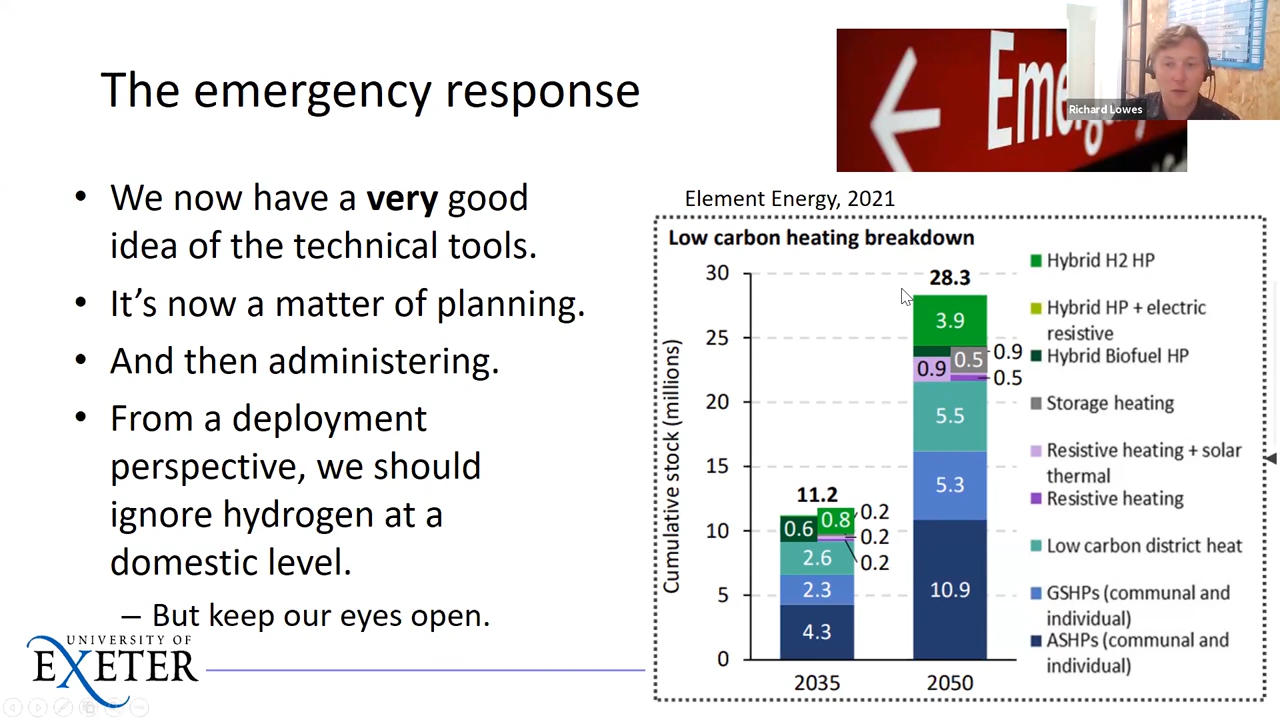 The emergency response
Richard Lowes
• We now have a very good
idea of the technical tools.
• It's now a matter of planning.
• And then administering.
• From a deployment
perspective, we should
ignore hydrogen at a
domestic level.
– But keep our eyes open.
UNIVERSITY OF
EXETER
Element Energy, 2021
Low carbon heating breakdown
Cumulative stock (millions)
30
25
20
15
10
5
0
11.2
0.6
0.8
0.2
0.2
0.2
2.6
2.3
4.3
2035
28.3
3.9
0.9
0.9
0.5
0.5
5.5
5.3
10.9
2050
Hybrid H2 HP
Hybrid HP + electric
resistive
Hybrid Biofuel HP
Storage heating
Resistive heating + solar
thermal
Resistive heating
Low carbon district heat
GSHPs (communal and
individual)
ASHPs (communal and
individual)